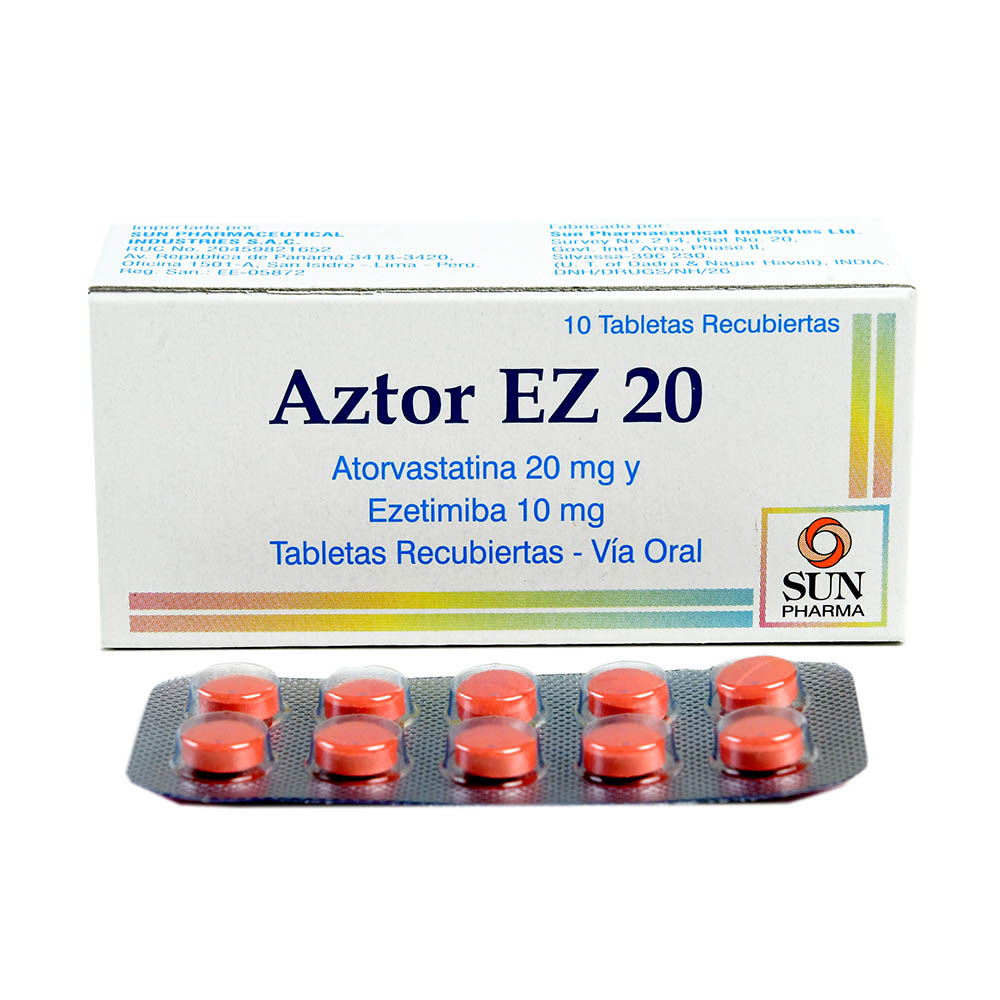 Importado por:
SUN PHARMACEUTICAL
INDUSTRIES S.A.C.
RUC No. 20459821652
Av. República de Panamá 3418-3420,
Oficina 1501-A, San Isidro - Lima - Perú.
Reg. San.: EE-05872
Fabricado por:
Sun Pharmaceutical Industries Ltd.
Survey No. 214, Plot No. 20,
Govt. Ind. Area, Phase II,
Silvassa-396 230,
(U. T. of Dadra & Nagar Haveli), INDIA.
DNH/DRUGS/NH/26
10 Tabletas Recubiertas
Aztor EZ 20
Atorvastatina 20 mg y
Ezetimiba 10 mg
Tabletas Recubiertas - Vía Oral
SUN
PHARMA